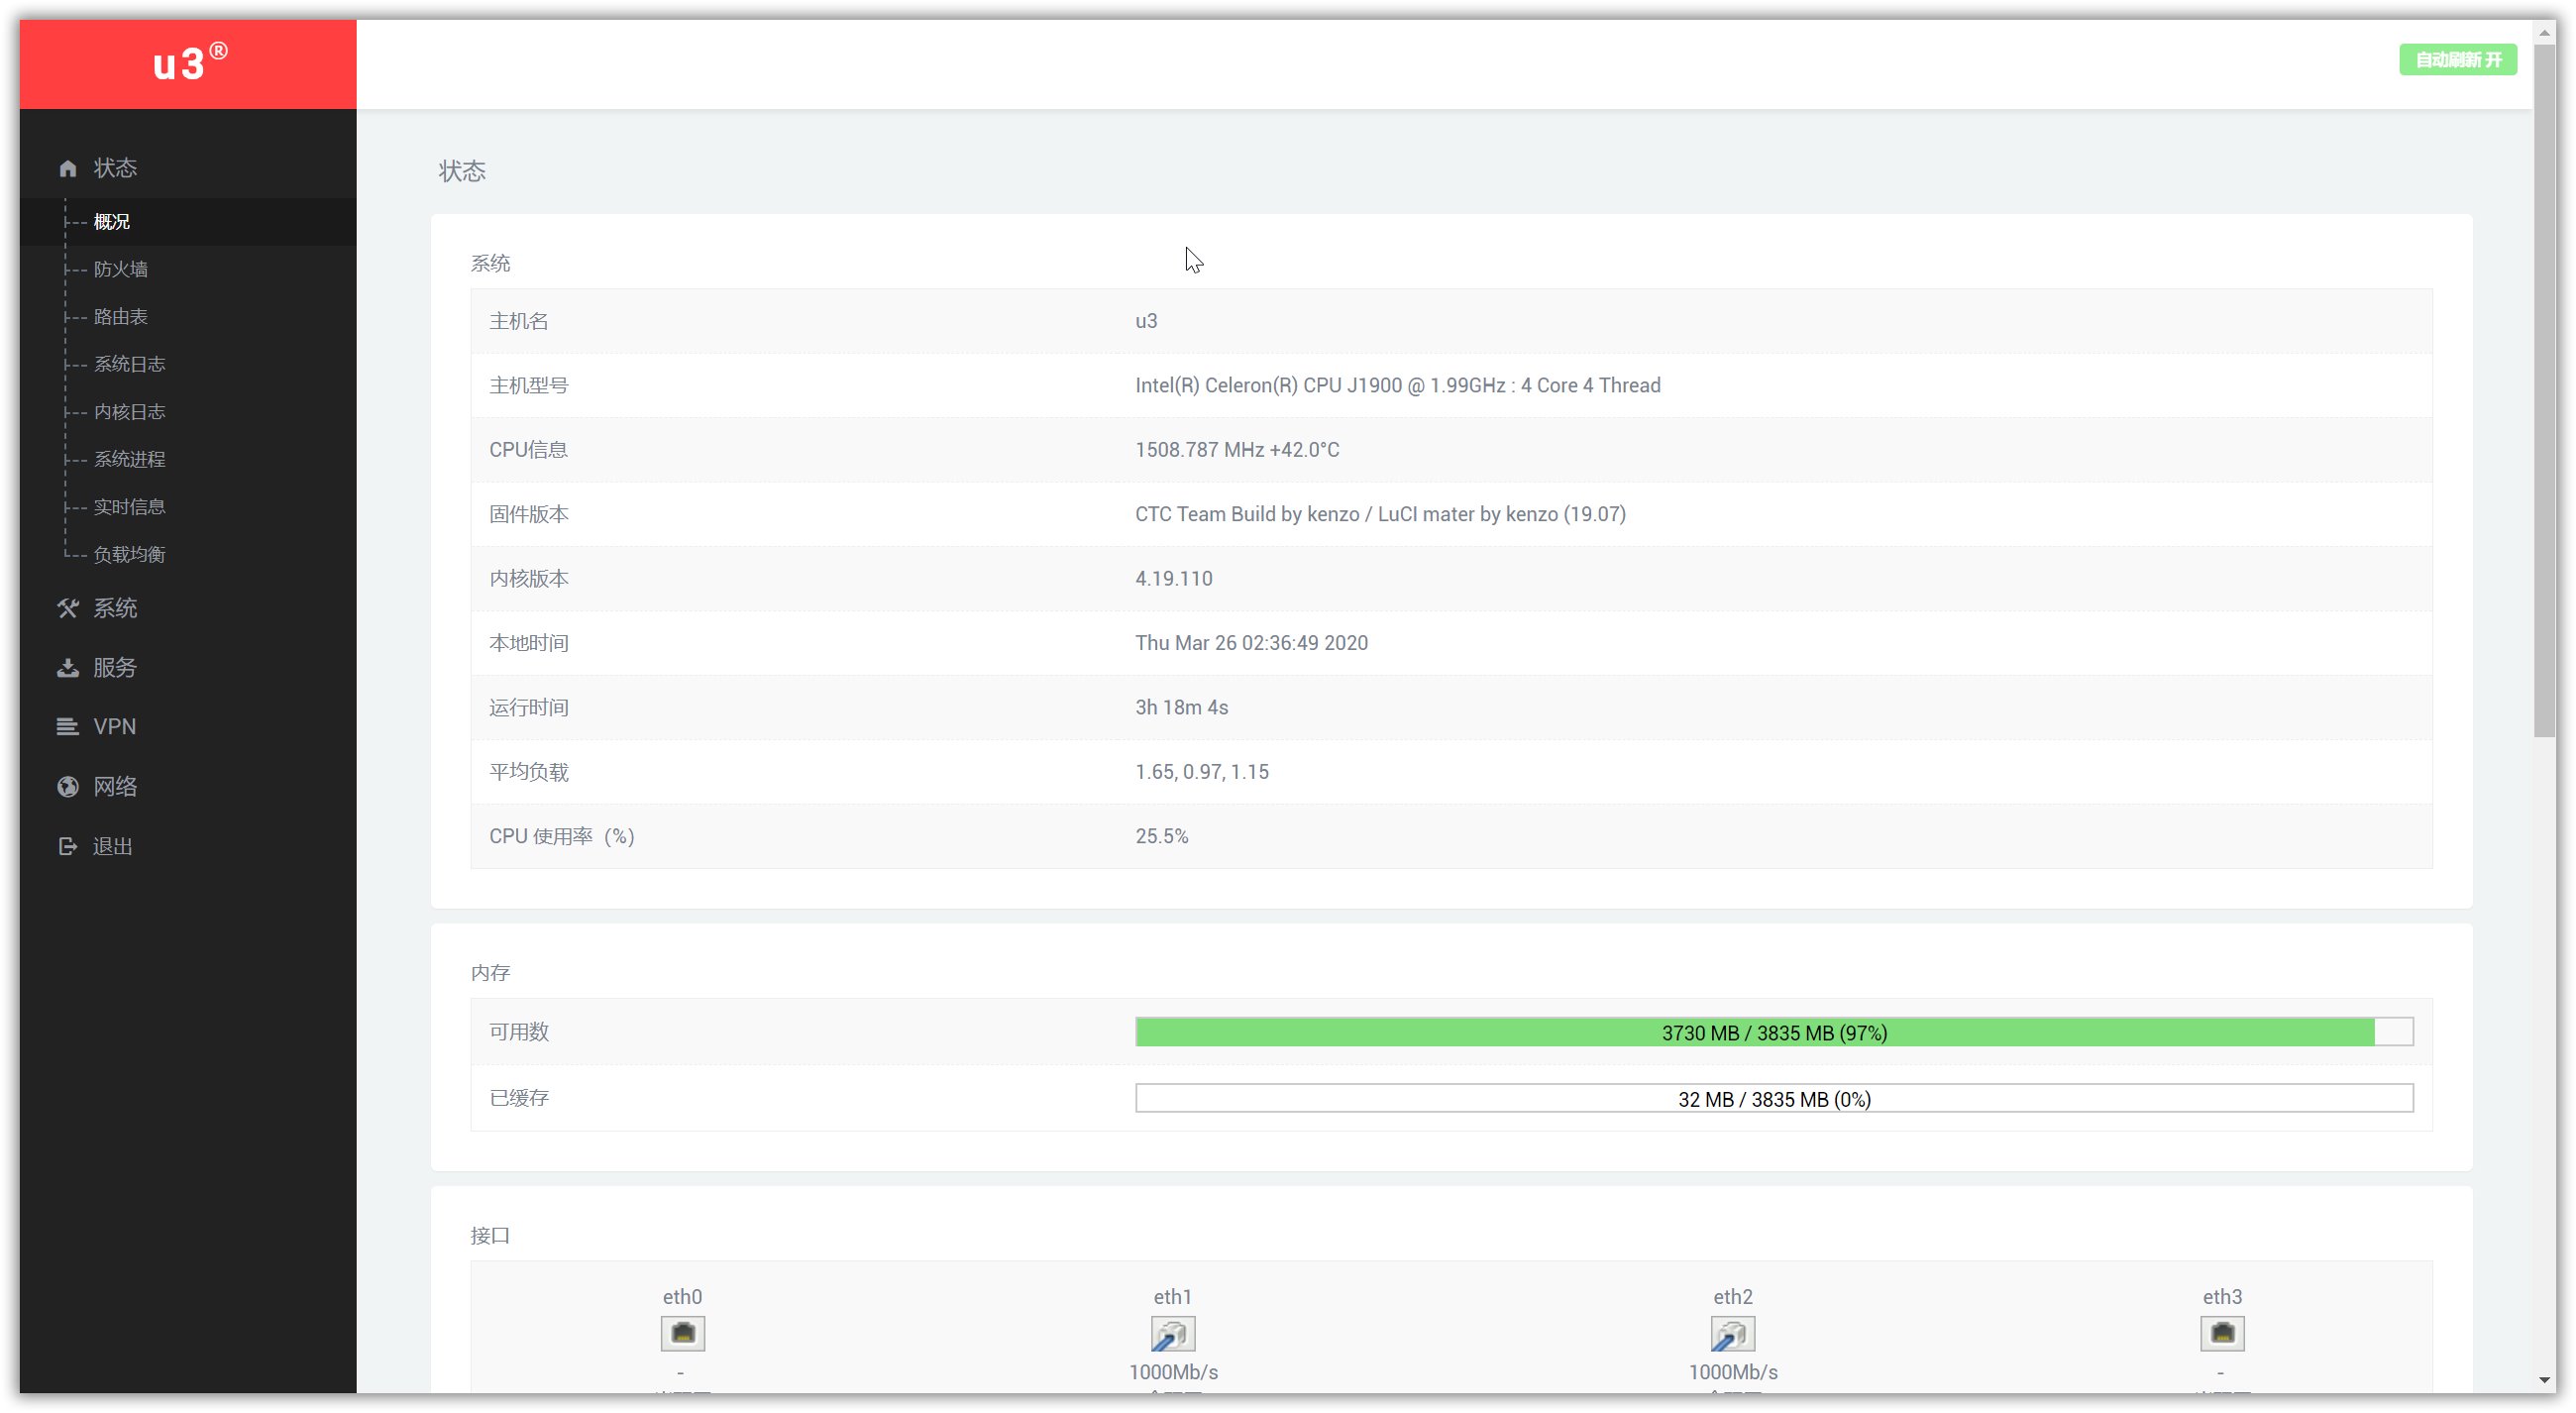 u3®
自动刷新 开
状态
概况
防火墙
路由表
系统日志
内核日志
系统进程
实时信息
负载均衡
系统
服务
VPN
网络
退出
状态
系统
主机名 u3
主机型号 Intel(R) Celeron(R) CPU J1900 @ 1.99GHz : 4 Core 4 Thread
CPU信息 1508.787 MHz +42.0°C
固件版本 CTC Team Build by kenzo / LuCI mater by kenzo (19.07)
内核版本 4.19.110
本地时间 Thu Mar 26 02:36:49 2020
运行时间 3h 18m 4s
平均负载 1.65, 0.97, 1.15
CPU 使用率（%） 25.5%
内存
可用数 3730 MB / 3835 MB (97%)
已缓存 32 MB / 3835 MB (0%)
接口
eth0 eth1 eth2 eth3
- 1000Mb/s 1000Mb/s -